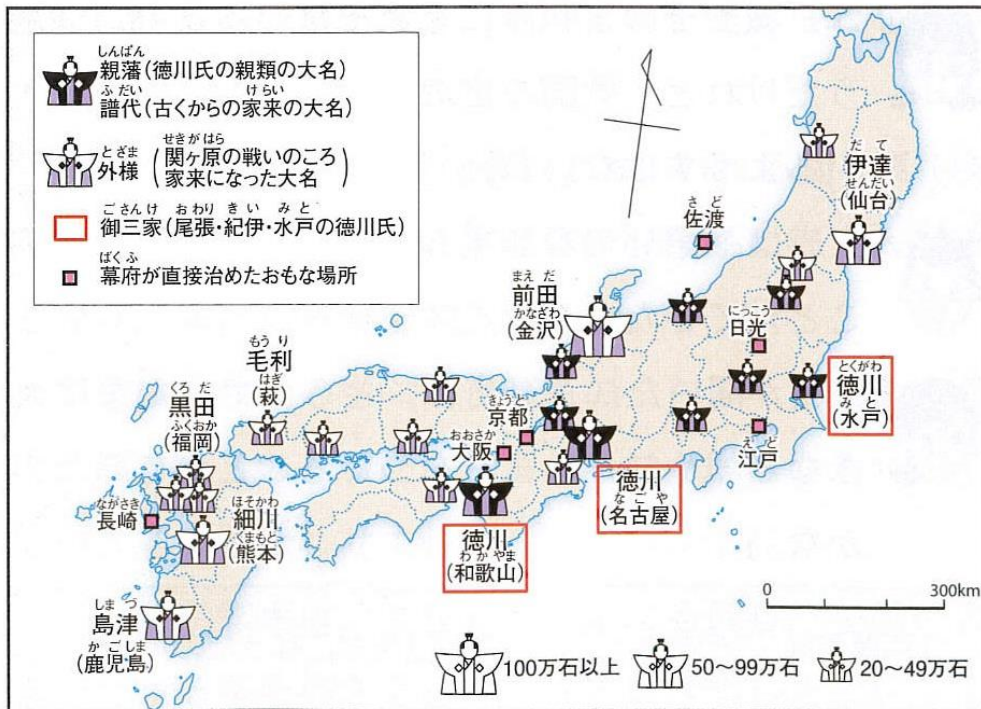 しんぱん
親藩(徳川氏の親類の大名)
ふだい けらい
譜代(古くからの家来の大名)
とざま せきがはら
外様(関ヶ原の戦いのころ
家来になった大名)
ごさんけ おわり きい みと
御三家(尾張・紀伊・水戸の徳川氏)
ばくふ
幕府が直接治めたおもな場所
だて
伊達
せんだい
(仙台)
さど
佐渡
まえだ
前田
かなざわ
(金沢)
にっこう
日光
とくがわ
徳川
みと
(水戸)
えど
江戸
もうり
毛利
はぎ
(萩)
くろだ
黒田
ふくおか
(福岡)
きょうと
京都
おおさか
大阪
徳川
なごや
(名古屋)
徳川
わかやま
(和歌山)
ながさき
長崎
ほそかわ
細川
くまもと
(熊本)
しまづ
島津
かごしま
(鹿児島)
0 300km
100万石以上 50〜99万石 20〜49万石